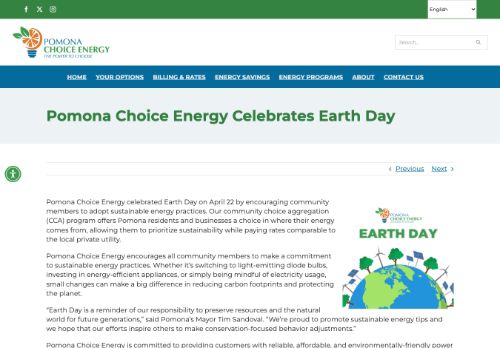 English
POMONA
CHOICE ENERGY
THE POWER TO CHOOSE
Search...
HOME YOUR OPTIONS BILLING & RATES ENERGY SAVINGS ENERGY PROGRAMS ABOUT CONTACT US
Pomona Choice Energy Celebrates Earth Day
Previous Next
Pomona Choice Energy celebrated Earth Day on April 22 by encouraging community
members to adopt sustainable energy practices. Our community choice aggregation
(CCA) program offers Pomona residents and businesses a choice in where their energy
comes from, allowing them to prioritize sustainability while paying rates comparable to
the local private utility.
POMONA
CHOICE ENERGY
EARTH DAY
Pomona Choice Energy encourages all community members to make a commitment
to sustainable energy practices. Whether it's switching to light-emitting diode bulbs,
investing in energy-efficient appliances, or simply being mindful of electricity usage,
small changes can make a big difference in reducing carbon footprints and protecting
the planet.
"Earth Day is a reminder of our responsibility to preserve resources and the natural
world for future generations," said Pomona's Mayor Tim Sandoval. "We're proud to promote sustainable energy tips and
we hope that our efforts inspire others to make conservation-focused behavior adjustments."
Pomona Choice Energy is committed to providing customers with reliable, affordable, and environmentally-friendly power